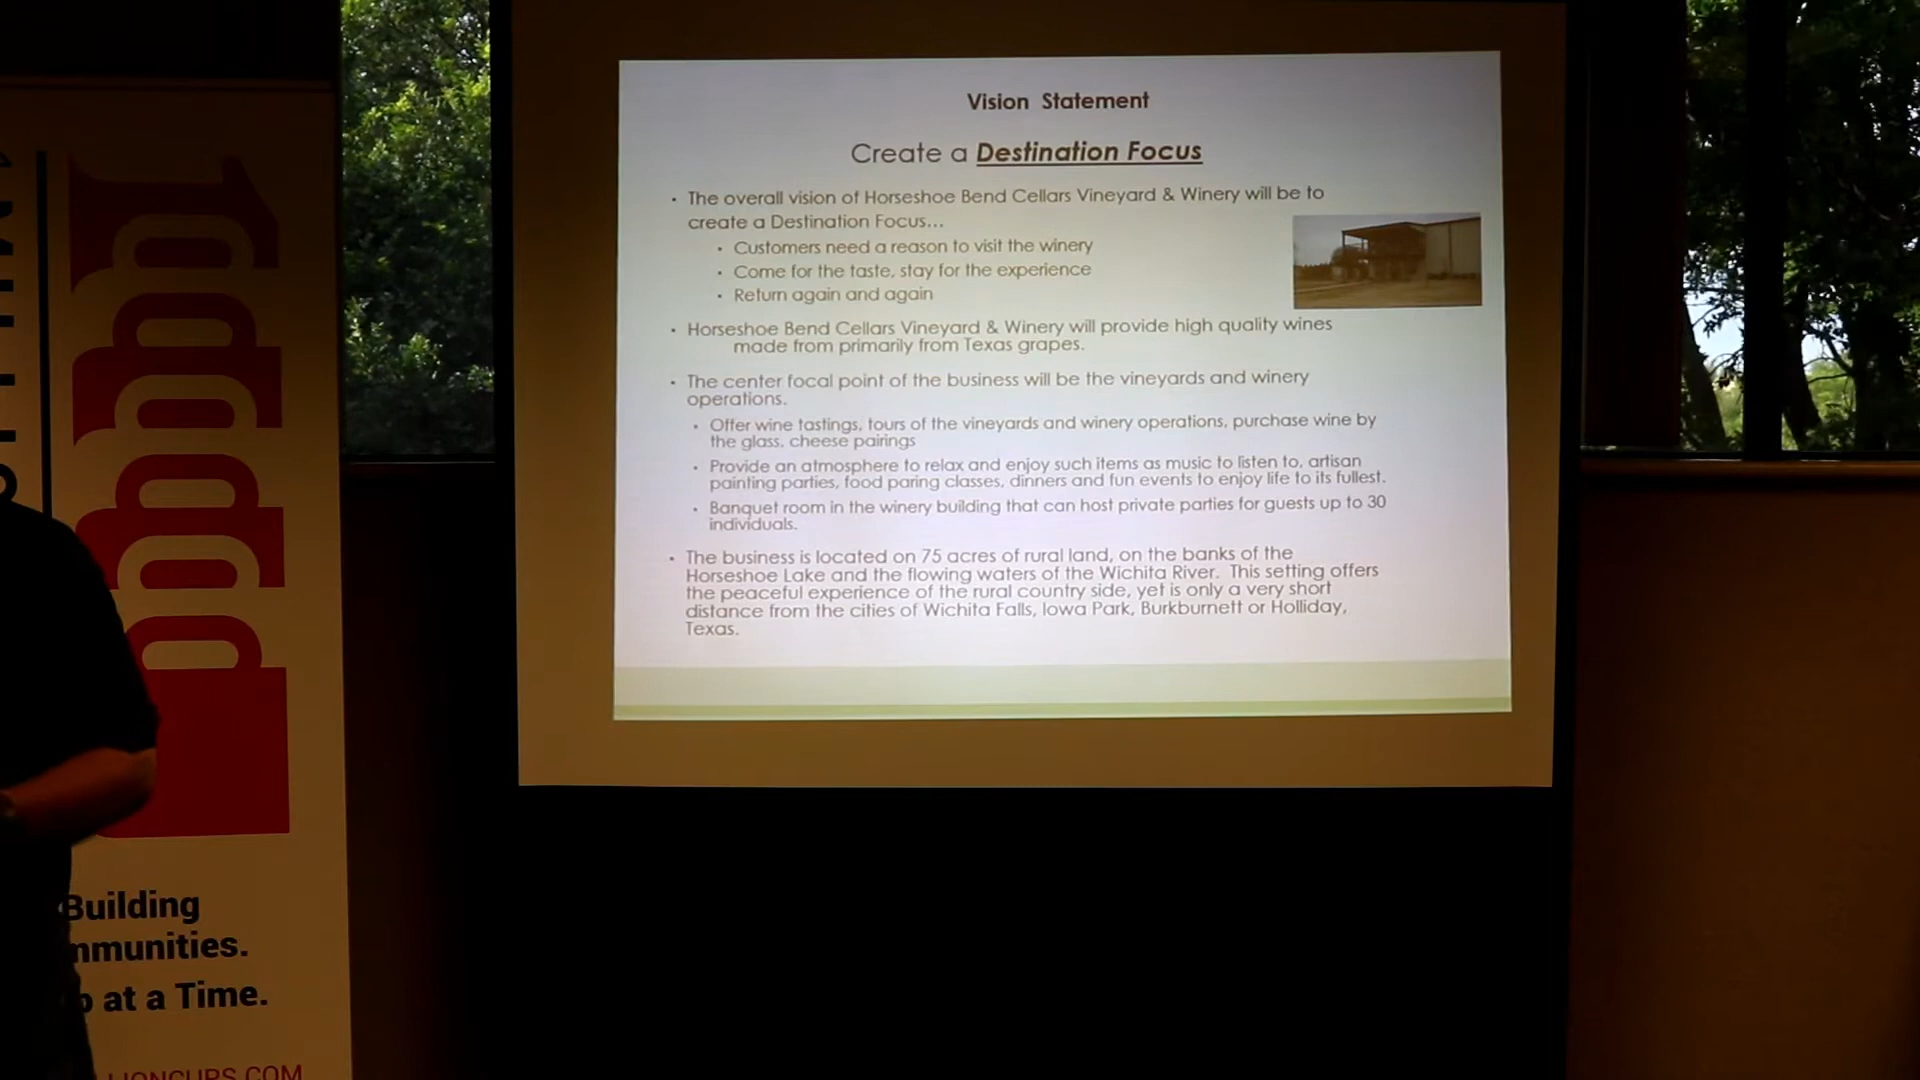 Vision Statement
Create a Destination Focus
• The overall vision of Horseshoe Bend Cellars Vineyard & Winery will be to
create a Destination Focus...
• Customers need a reason to visit the winery
• Come for the taste, stay for the experience
• Return again and again
• Horseshoe Bend Cellars Vineyard & Winery will provide high quality wines
made from primarily from Texas grapes.
• The center focal point of the business will be the vineyards and winery
operations.
• Offer wine tastings, tours of the vineyards and winery operations, purchase wine by
the glass, cheese pairings
• Provide an atmosphere to relax and enjoy such items as music to listen to, artisan
painting parties, food paring classes, dinners and fun events to enjoy life to its fullest.
• Banquet room in the winery building that can host private parties for guests up to 30
individuals.
• The business is located on 75 acres of rural land, on the banks of the
Horseshoe Lake and the flowing waters of the Wichita River. This setting offers
the peaceful experience of the rural country side, yet is only a very short
distance from the cities of Wichita Falls, Iowa Park, Burkburnett or Holliday,
Texas.
Building
mmunities.
at a Time.
LIONCUPS.COM